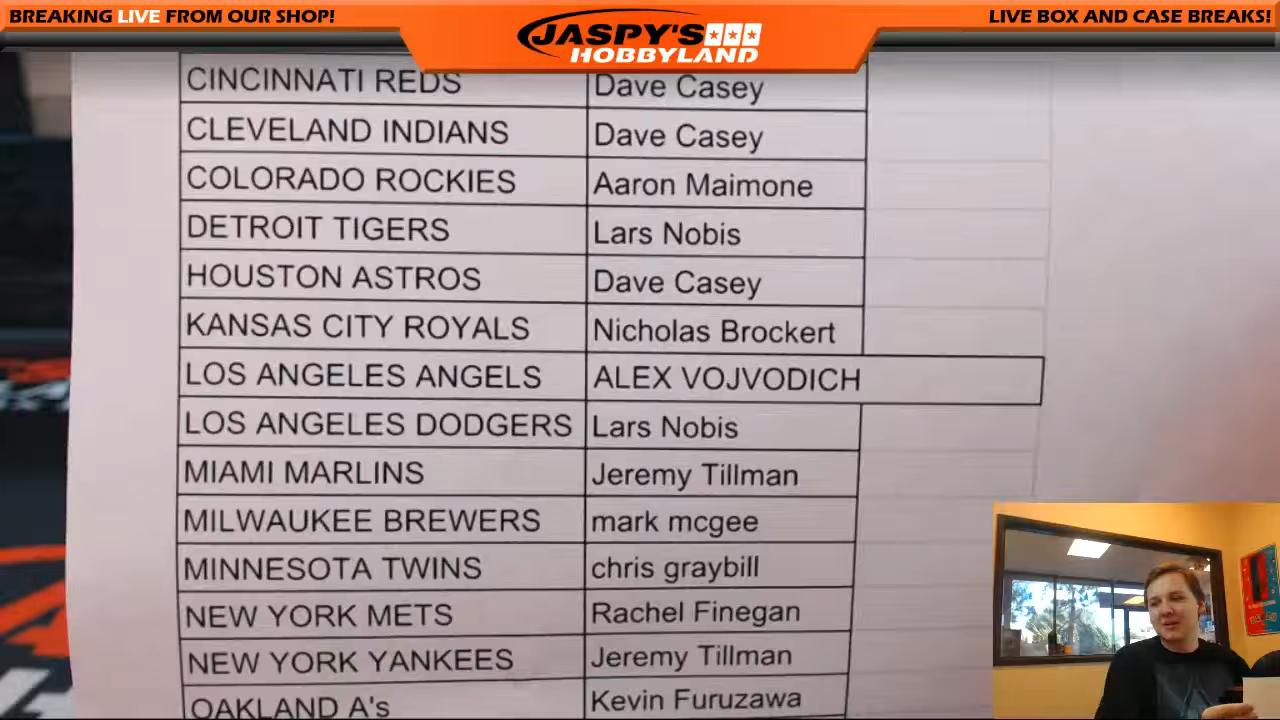 BREAKING LIVE FROM OUR SHOP!
JASPY'S
HOBBYLAND
LIVE BOX AND CASE BREAKS!
CINCINNATI REDS Dave Casey
CLEVELAND INDIANS Dave Casey
COLORADO ROCKIES Aaron Maimone
DETROIT TIGERS Lars Nobis
HOUSTON ASTROS Dave Casey
KANSAS CITY ROYALS Nicholas Brockert
LOS ANGELES ANGELS ALEX VOJVODICH
LOS ANGELES DODGERS Lars Nobis
MIAMI MARLINS Jeremy Tillman
MILWAUKEE BREWERS mark mcgee
MINNESOTA TWINS chris graybill
NEW YORK METS Rachel Finegan
NEW YORK YANKEES Jeremy Tillman
OAKLAND A's Kevin Furuzawa